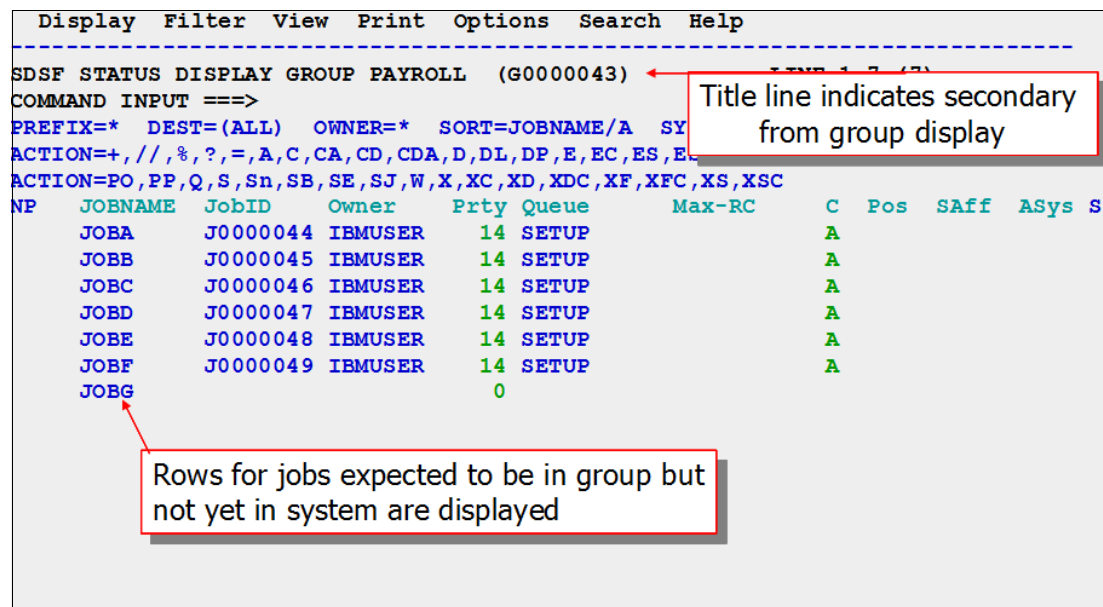 Display Filter View Print Options Search Help
SDSF STATUS DISPLAY GROUP PAYROLL (G0000043)
Title line indicates secondary
from group display
COMMAND INPUT ===>
PREFIX=* DEST=(ALL) OWNER=* SORT=JOBNAME/A SY
ACTION=+,//,%,?,=,A,C,CA,CD,CDA,D,DL,DP,E,EC,ES,
ACTION=PO,PP,Q,S,Sn,SB,SE,SJ,W,X,XC,XD,XDC,XF,XFC,XS,XSC
NP JOBNAME JobID Owner Prty Queue Max-RC C Pos SAff ASys S
JOBA J0000044 IBMUSER 14 SETUP A
JOBB J0000045 IBMUSER 14 SETUP A
JOBC J0000046 IBMUSER 14 SETUP A
JOBD J0000047 IBMUSER 14 SETUP A
JOBE J0000048 IBMUSER 14 SETUP A
JOBF J0000049 IBMUSER 14 SETUP A
JOBG 0
Rows for jobs expected to be in group but
not yet in system are displayed